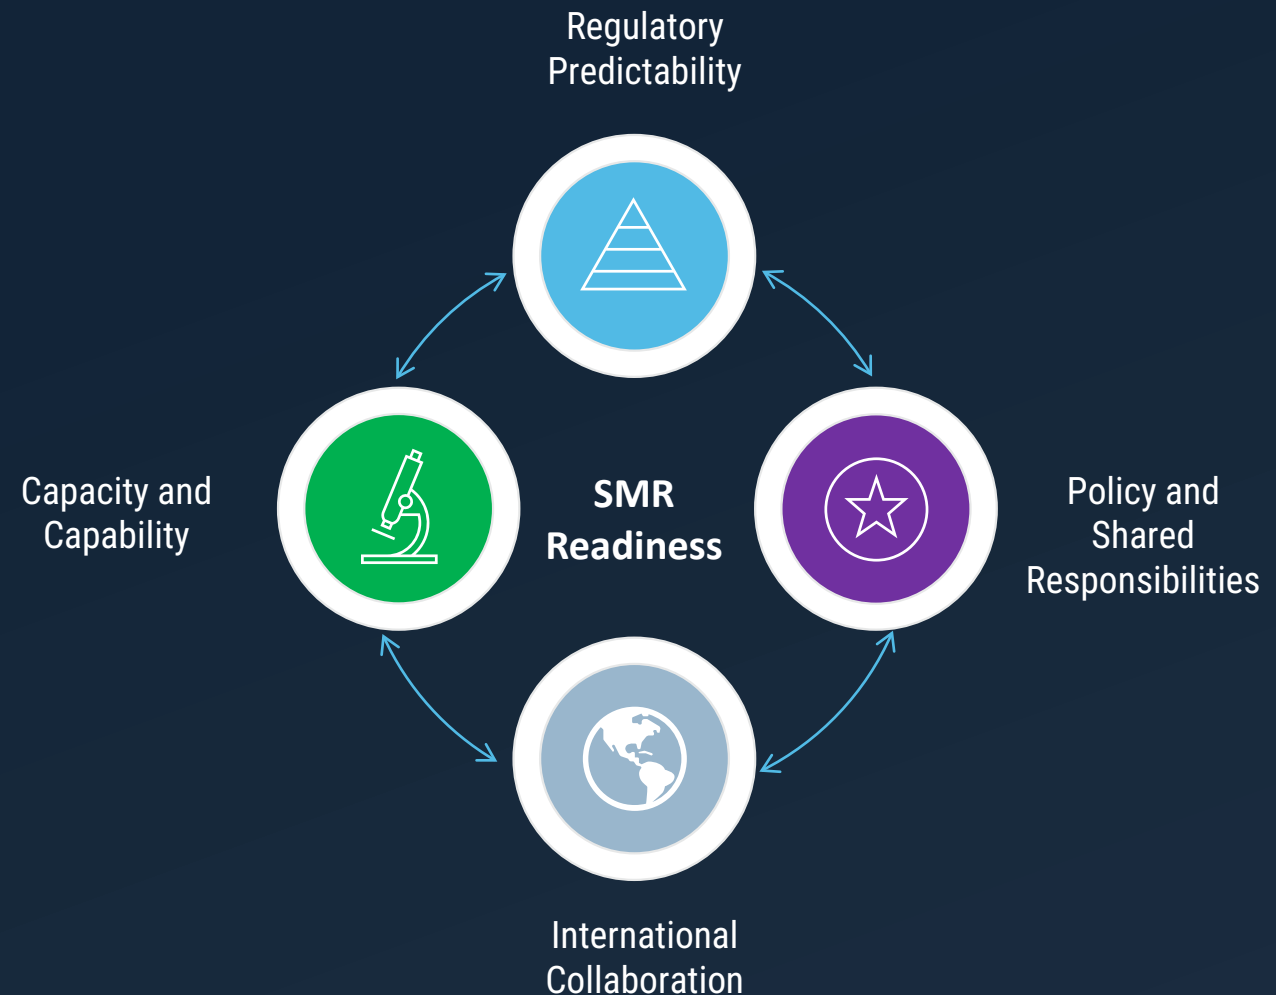 Regulatory
Predictability
Capacity and
Capability
SMR
Readiness
Policy and
Shared
Responsibilities
International
Collaboration